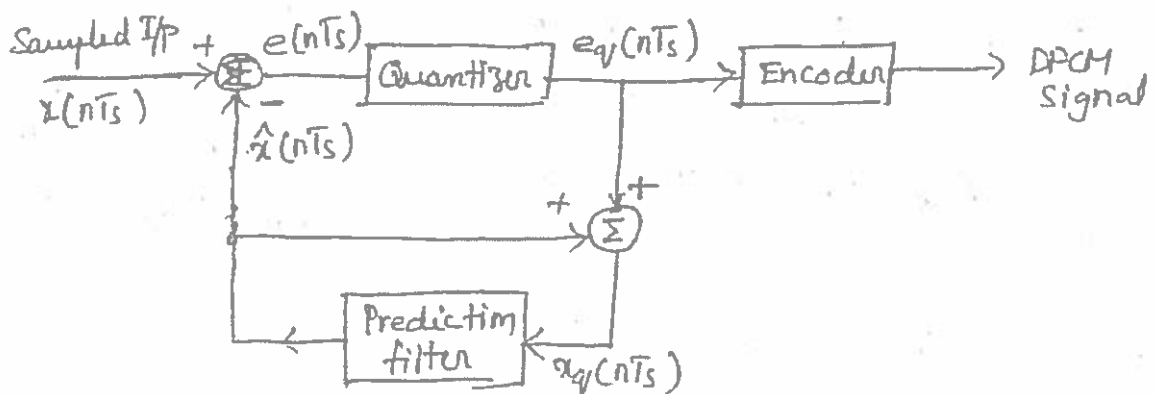 Sampled I/P
+
x(nTs)
Σ
-
e(nTs)
Quantizer
eq(nTs)
Encoder
DPCM
Signal
x̂(nTs)
+
+
Σ
Prediction
filter
xq(nTs)